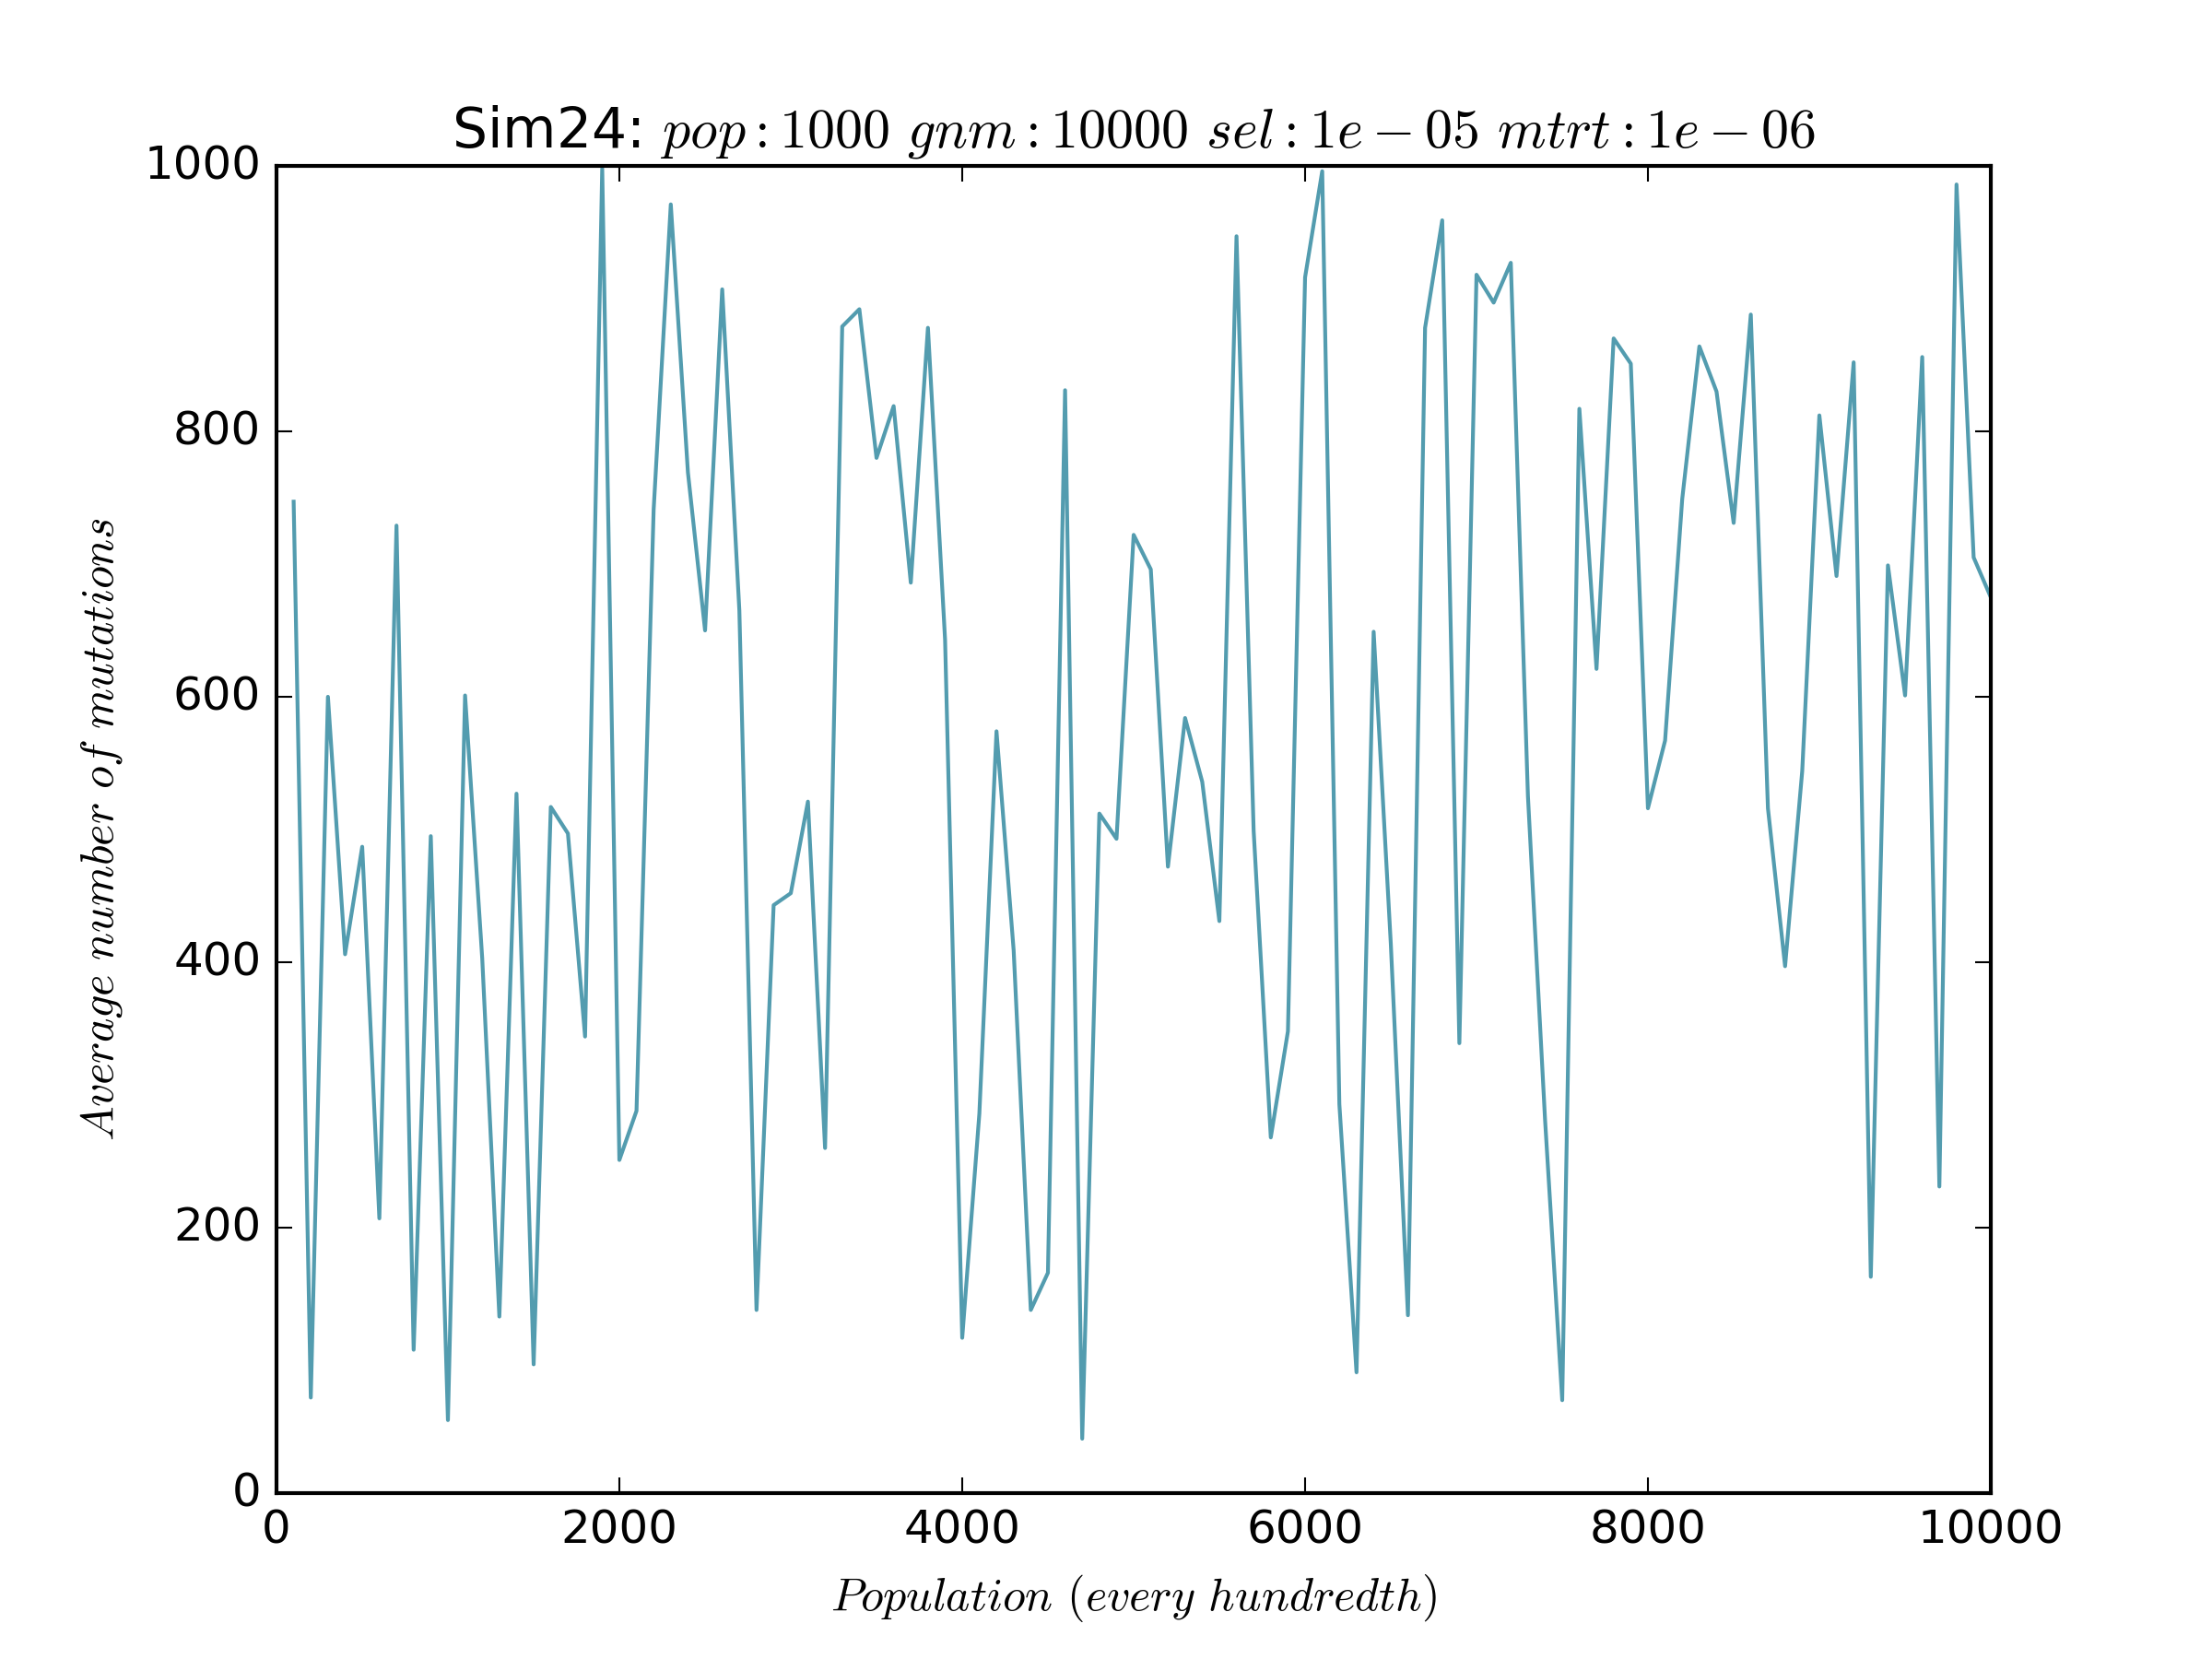 Sim24: pop : 1000 gnm : 10000 sel : 1e − 05 mtrt : 1e − 06
1000
800
600
400
200
0
Average number of mutations
0 2000 4000 6000 8000 10000
Population (every hundredth)